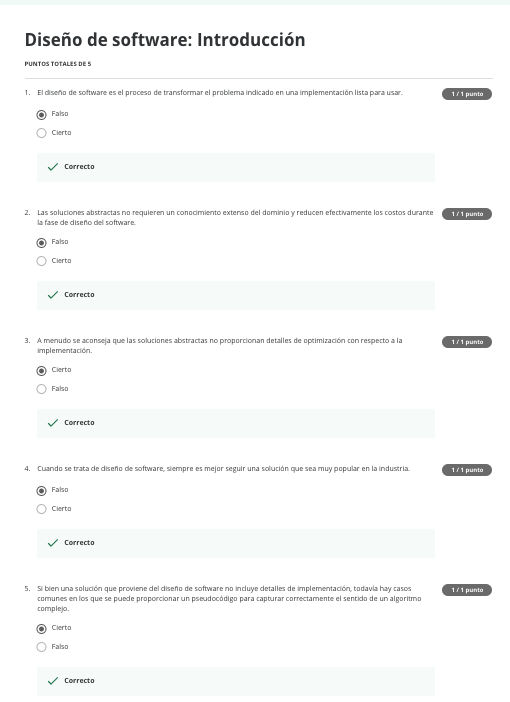 Diseño de software: Introducción
PUNTOS TOTALES DE 5
1. El diseño de software es el proceso de transformar el problema indicado en una implementación lista para usar.
1 / 1 punto
Falso
Cierto
Correcto
2. Las soluciones abstractas no requieren un conocimiento extenso del dominio y reducen efectivamente los costos durante
la fase de diseño del software.
1 / 1 punto
Falso
Cierto
Correcto
3. A menudo se aconseja que las soluciones abstractas no proporcionan detalles de optimización con respecto a la
implementación.
1 / 1 punto
Cierto
Falso
Correcto
4. Cuando se trata de diseño de software, siempre es mejor seguir una solución que sea muy popular en la industria.
1 / 1 punto
Falso
Cierto
Correcto
5. Si bien una solución que proviene del diseño de software no incluye detalles de implementación, todavía hay casos
comunes en los que se puede proporcionar un pseudocódigo para capturar correctamente el sentido de un algoritmo
complejo.
1 / 1 punto
Cierto
Falso
Correcto